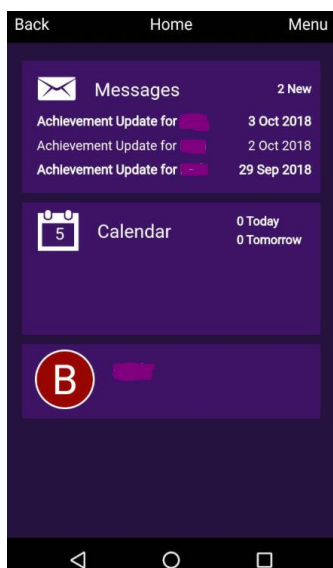 Back Home Menu
Messages 2 New
Achievement Update for 3 Oct 2018
Achievement Update for 2 Oct 2018
Achievement Update for 29 Sep 2018
5 Calendar 0 Today
0 Tomorrow
B